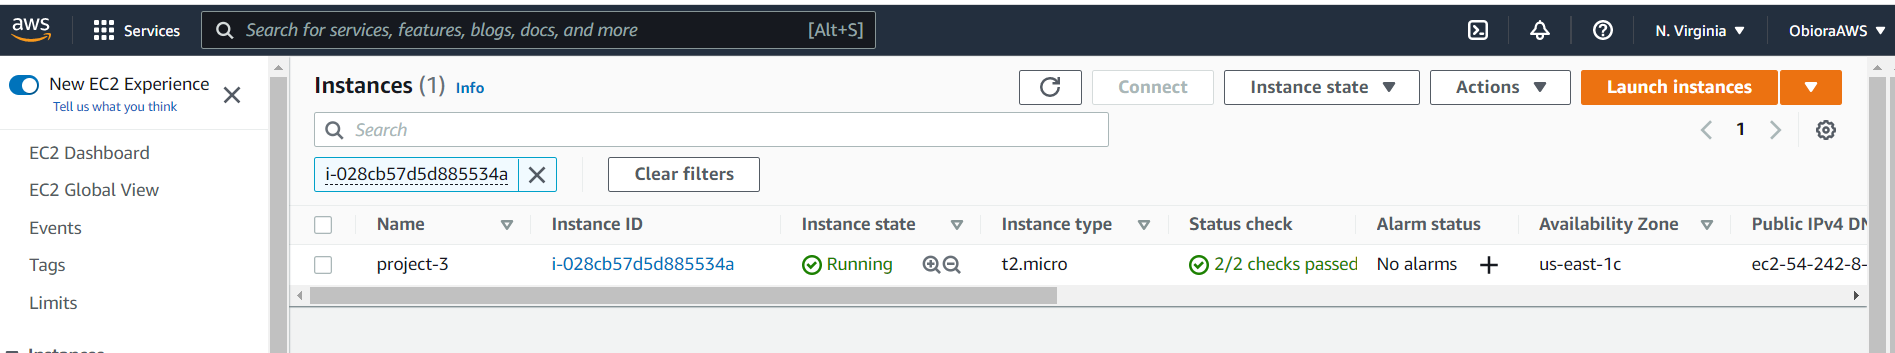 aws
Services
Search for services, features, blogs, docs, and more
[Alt+S]
N. Virginia
ObioraAWS
New EC2 Experience
Tell us what you think
EC2 Dashboard
EC2 Global View
Events
Tags
Limits
Instances
Instances (1) Info
Connect
Instance state
Actions
Launch instances
Search
1
i-028cb57d5d885534a
Clear filters
Name Instance ID Instance state Instance type Status check Alarm status Availability Zone Public IPv4 DN
project-3 i-028cb57d5d885534a Running t2.micro 2/2 checks passed No alarms us-east-1c ec2-54-242-8-